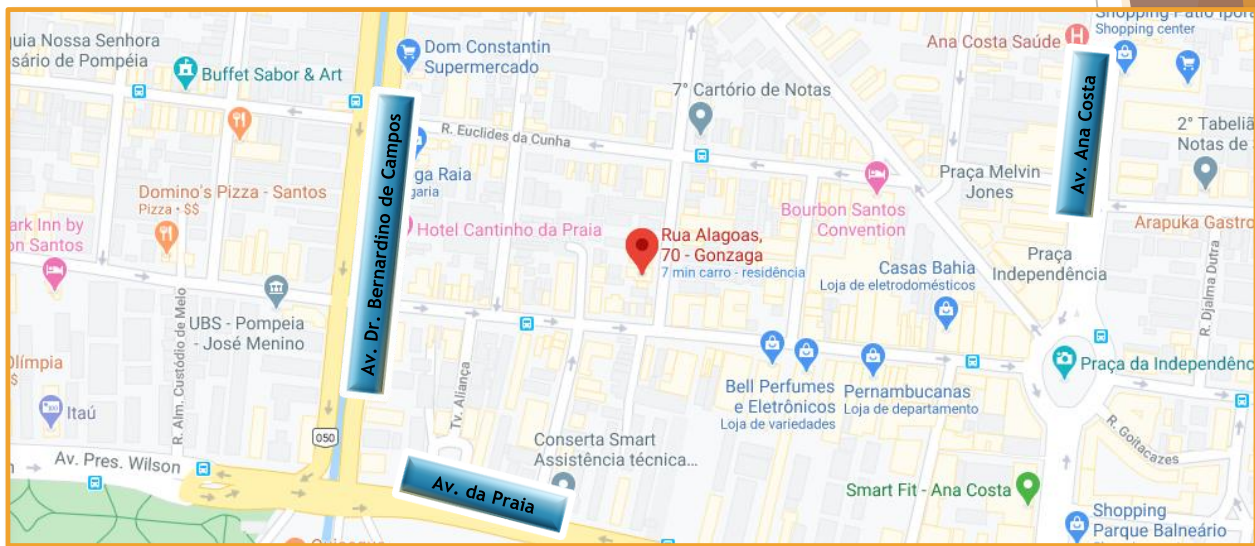 Shopping Pátio Ipor
Shopping center
Ana Costa Saúde
Dom Constantin
Supermercado
guia Nossa Senhora
sário de Pompéia
Buffet Sabor & Art
7° Cartório de Notas
Av. Ana Costa
2° Tabeliã
Notas de
R. Euclides da Cunha
Av. Dr. Bernardino de Campos
ga Raia
garia
Praça Melvin
Jones
Domino's Pizza - Santos
Pizza • $$
Bourbon Santos
Convention
Arapuka Gastro
ark Inn by
on Santos
Hotel Cantinho da Praia
Rua Alagoas,
70 - Gonzaga
7 min carro - residência
Praça
Independência
Casas Bahia
Loja de eletrodomésticos
R. Djalma Dutra
UBS - Pompeia
- José Menino
R. Alm. Custódio de Melo
Olímpia
$
Praça da Independênc
Tv. Aliança
Bell Perfumes
e Eletrônicos
Loja de variedades
Pernambucanas
Loja de departamento
Itaú
050
R. Goitacazes
Conserta Smart
Assistência técnica...
Av. Pres. Wilson
Av. da Praia
Smart Fit - Ana Costa
Shopping
Parque Balneário